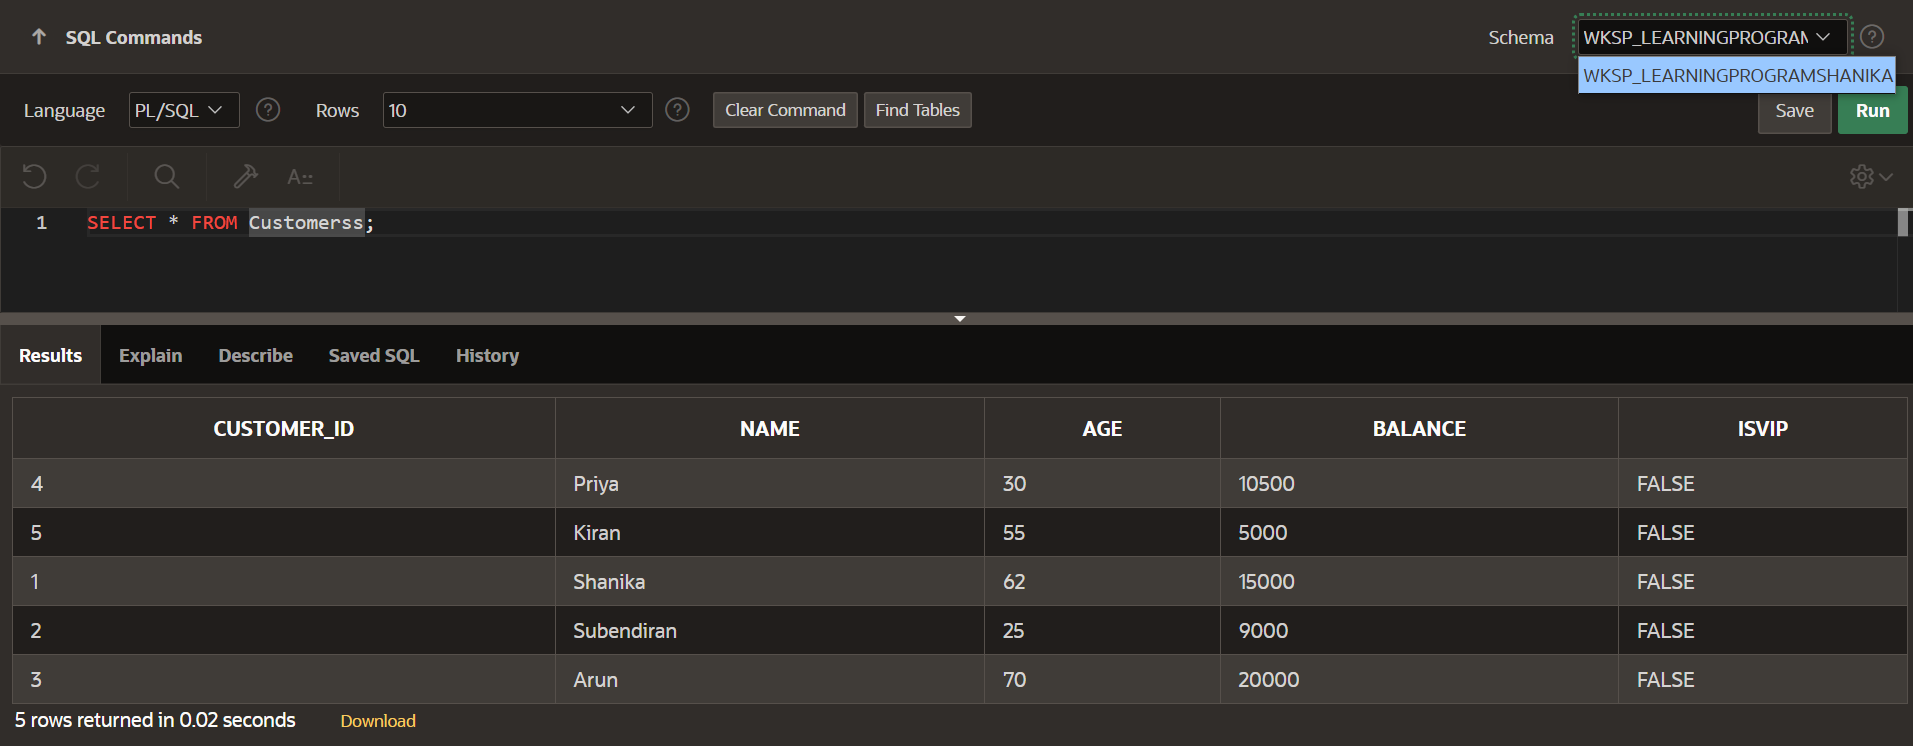 SQL Commands Schema WKSP_LEARNINGPROGRAM
WKSP_LEARNINGPROGRAMSHANIKA
Language PL/SQL ? Rows 10 ? Clear Command Find Tables Save Run
A::
1 SELECT * FROM Customerss;
Results Explain Describe Saved SQL History
CUSTOMER_ID NAME AGE BALANCE ISVIP
4 Priya 30 10500 FALSE
5 Kiran 55 5000 FALSE
1 Shanika 62 15000 FALSE
2 Subendiran 25 9000 FALSE
3 Arun 70 20000 FALSE
5 rows returned in 0.02 seconds Download